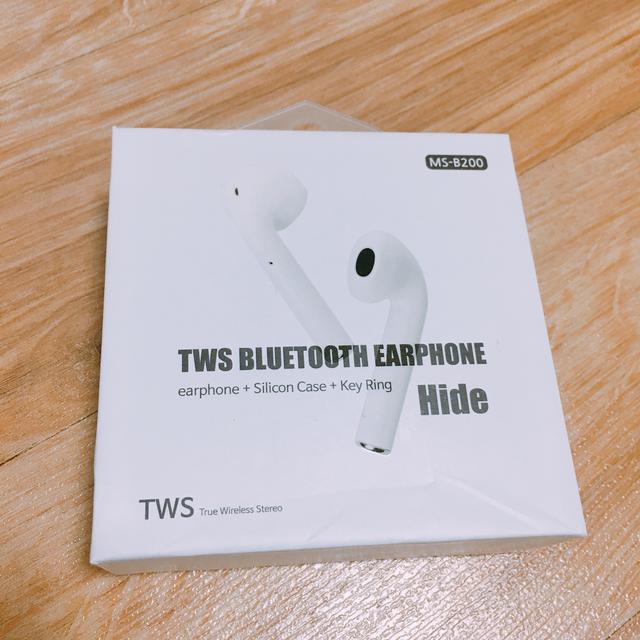 MS-B200
TWS BLUETOOTH EARPHONE
earphone + Silicon Case + Key Ring
Hide
TWS True Wireless Stereo